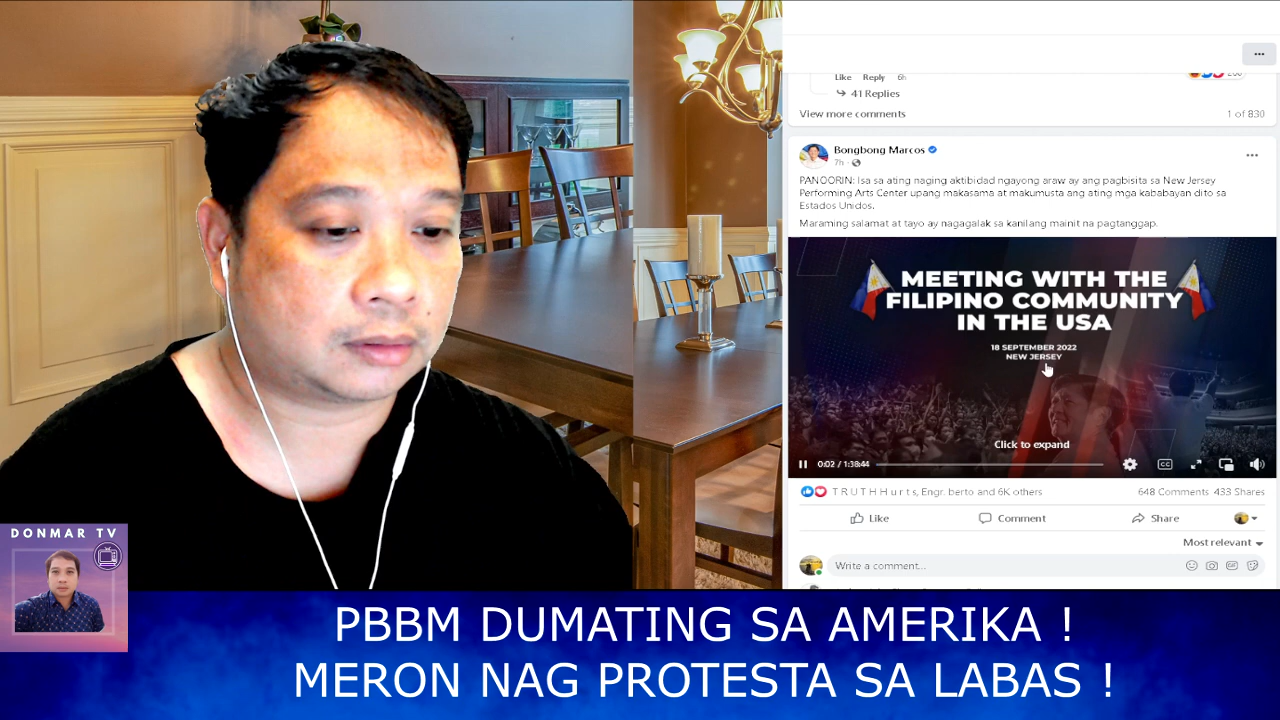 Like Reply 6h
41 Replies
View more comments 1 of 830
Bongbong Marcos
7h
PANOORIN: Isa sa ating naging aktibidad ngayong araw ay ang pagbisita sa New Jersey
Performing Arts Center upang makasama at makumusta ang ating mga kababayan dito sa
Estados Unidos.
Maraming salamat at tayo ay nagagalak sa kanilang mainit na pagtanggap.
MEETING WITH THE
FILIPINO COMMUNITY
IN THE USA
18 SEPTEMBER 2022
NEW JERSEY
Click to expand
0:02 / 1:38:44
CC
T R U T H H u r t s, Engr. berto and 6K others 648 Comments 433 Shares
Like Comment Share
Most relevant
Write a comment...
GIF
DONMAR TV
PBBM DUMATING SA AMERIKA !
MERON NAG PROTESTA SA LABAS !